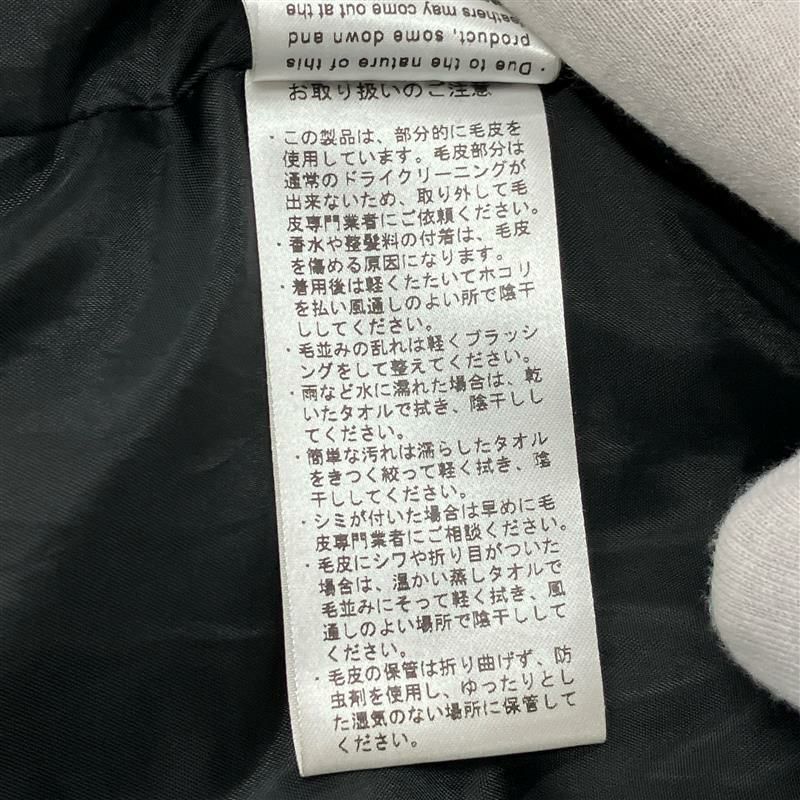 · Due to the nature of this
product, some down and
feathers may come out at the
お取り扱いのご注意
・この製品は、部分的に毛皮を
使用しています。毛皮部分は
通常のドライクリーニングが
出来ないため、取り外して毛
皮専門業者にご依頼ください。
・香水や整髪料の付着は、毛皮
を傷める原因になります。
・着用後は軽くたたいてホコリ
を払い風通しのよい所で陰干
ししてください。
・毛並みの乱れは軽くブラッシ
ングをして整えてください。
・雨など水に濡れた場合は、乾
いたタオルで拭き、陰干しし
てください。
・簡単な汚れは濡らしたタオル
をきつく絞って軽く拭き、陰
干ししてください。
・シミが付いた場合は早めに毛
皮専門業者にご相談ください。
・毛皮にシワや折り目がついた
場合は、温かい蒸しタオルで
毛並みにそって軽く拭き、風
通しのよい場所で陰干しして
ください。
・毛皮の保管は折り曲げず、防
虫剤を使用し、ゆったりとし
た湿気のない場所に保管して
ください。